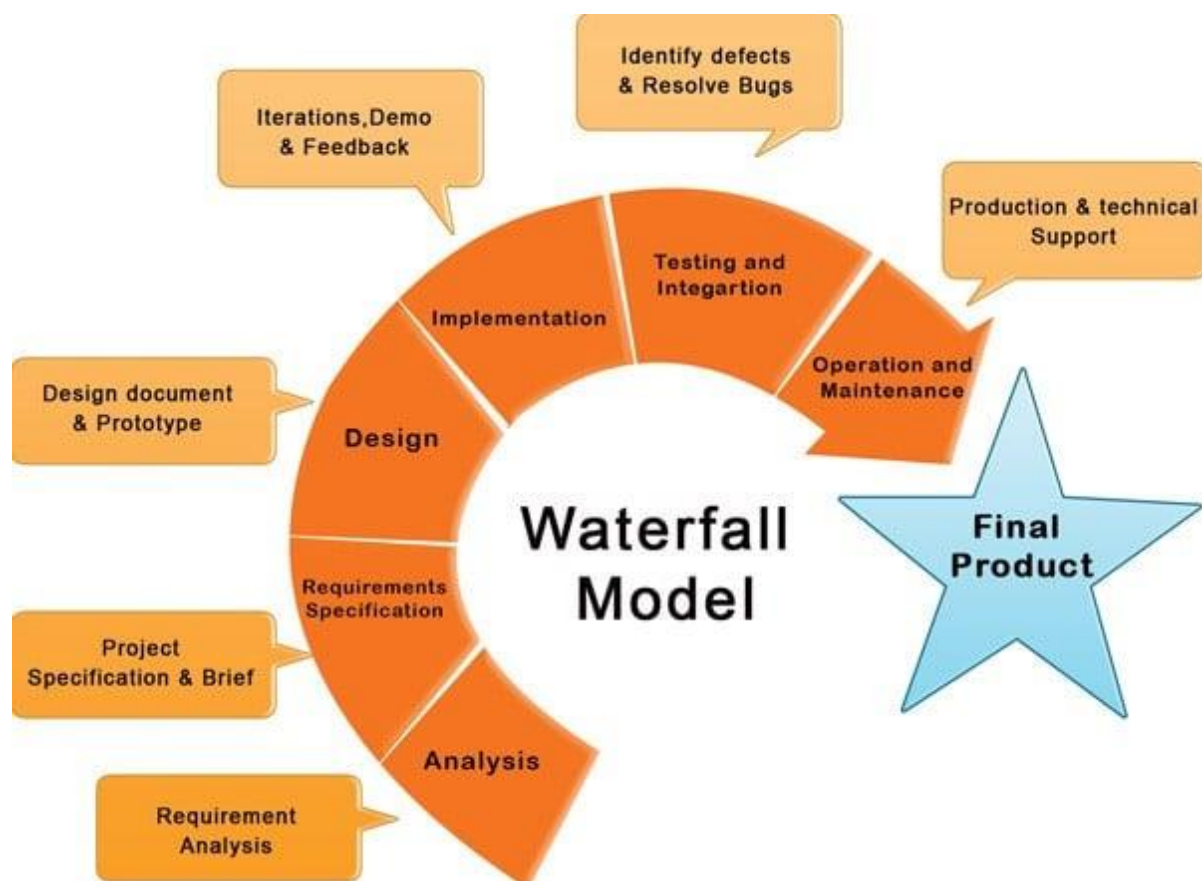 Identify defects
& Resolve Bugs
Iterations,Demo
& Feedback
Production & technical
Support
Testing and
Integartion
Implementation
Operation and
Maintenance
Design document
& Prototype
Design
Waterfall
Model
Final
Product
Requirements
Specification
Project
Specification & Brief
Analysis
Requirement
Analysis